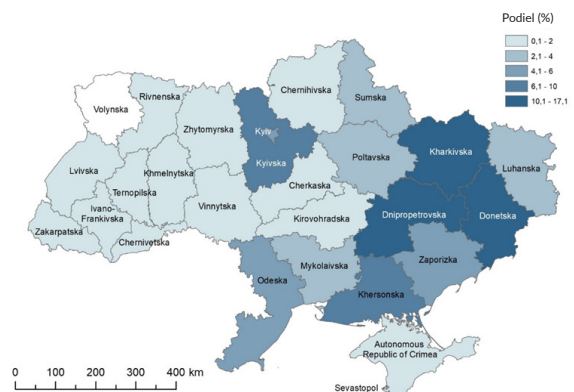 Podiel (%)
0,1 - 2
2,1 - 4
4,1 - 6
6,1 - 10
10,1 - 17,1
Volynska
Rivnenska
Zhytomyrska
Kyiv
Kyivska
Chernihivska
Sumska
Lvivska
Ternopilska
Khmelnytska
Vinnytska
Cherkaska
Poltavska
Kharkivska
Luhanska
Ivano-
Frankivska
Zakarpatska
Chernivetska
Kirovohradska
Dnipropetrovska
Donetska
Odeska
Mykolaivska
Zaporizka
Khersonska
Autonomous
Republic of Crimea
Sevastopol
0 100 200 300 400 km